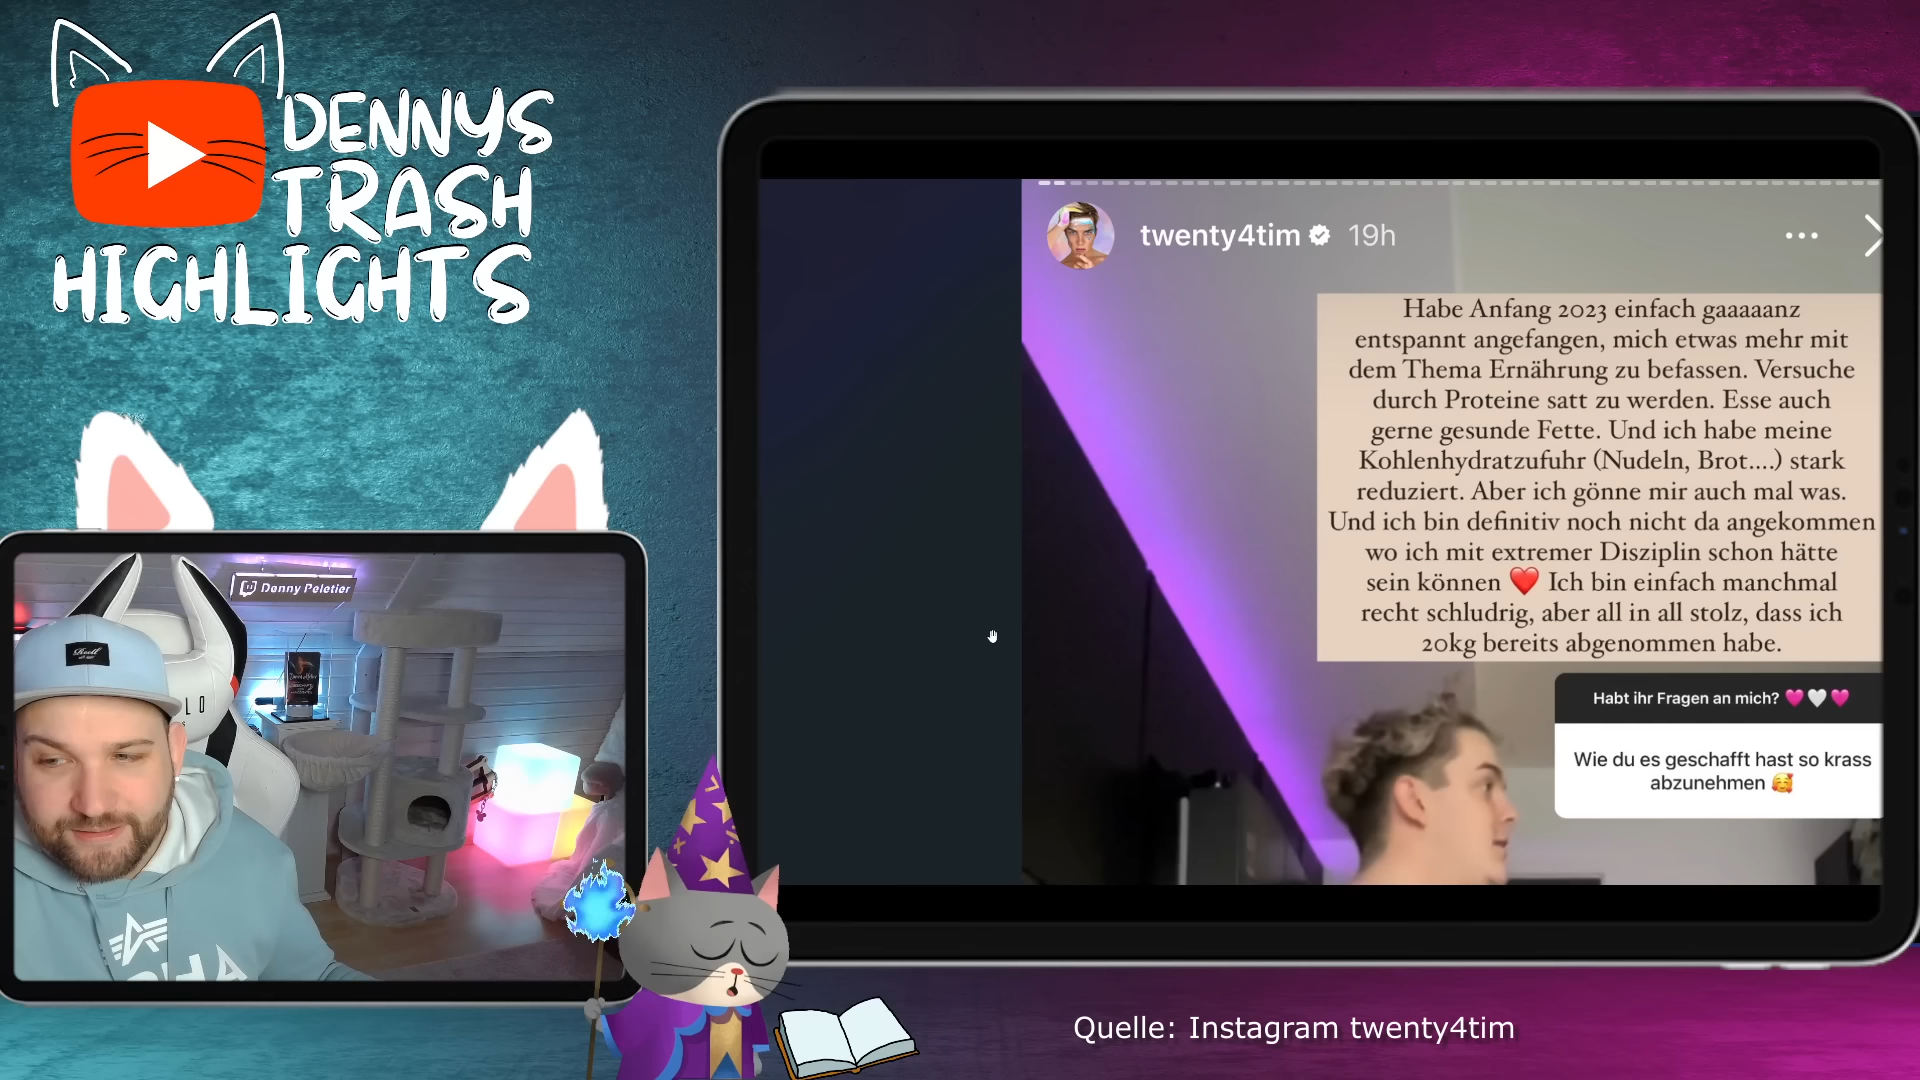 DENNYS
TRASH
HIGHLIGHTS
Denny Peletier
twenty4tim 19h
Habe Anfang 2023 einfach gaaaaanz
entspannt angefangen, mich etwas mehr mit
dem Thema Ernährung zu befassen. Versuche
durch Proteine satt zu werden. Esse auch
gerne gesunde Fette. Und ich habe meine
Kohlenhydratzufuhr (Nudeln, Brot....) stark
reduziert. Aber ich gönne mir auch mal was.
Und ich bin definitiv noch nicht da angekommen
wo ich mit extremer Disziplin schon hätte
sein können ❤️ Ich bin einfach manchmal
recht schludrig, aber all in all stolz, dass ich
20kg bereits abgenommen habe.
Habt ihr Fragen an mich? 💗🤍💗
Wie du es geschafft hast so krass
abzunehmen 🥰
Quelle: Instagram twenty4tim